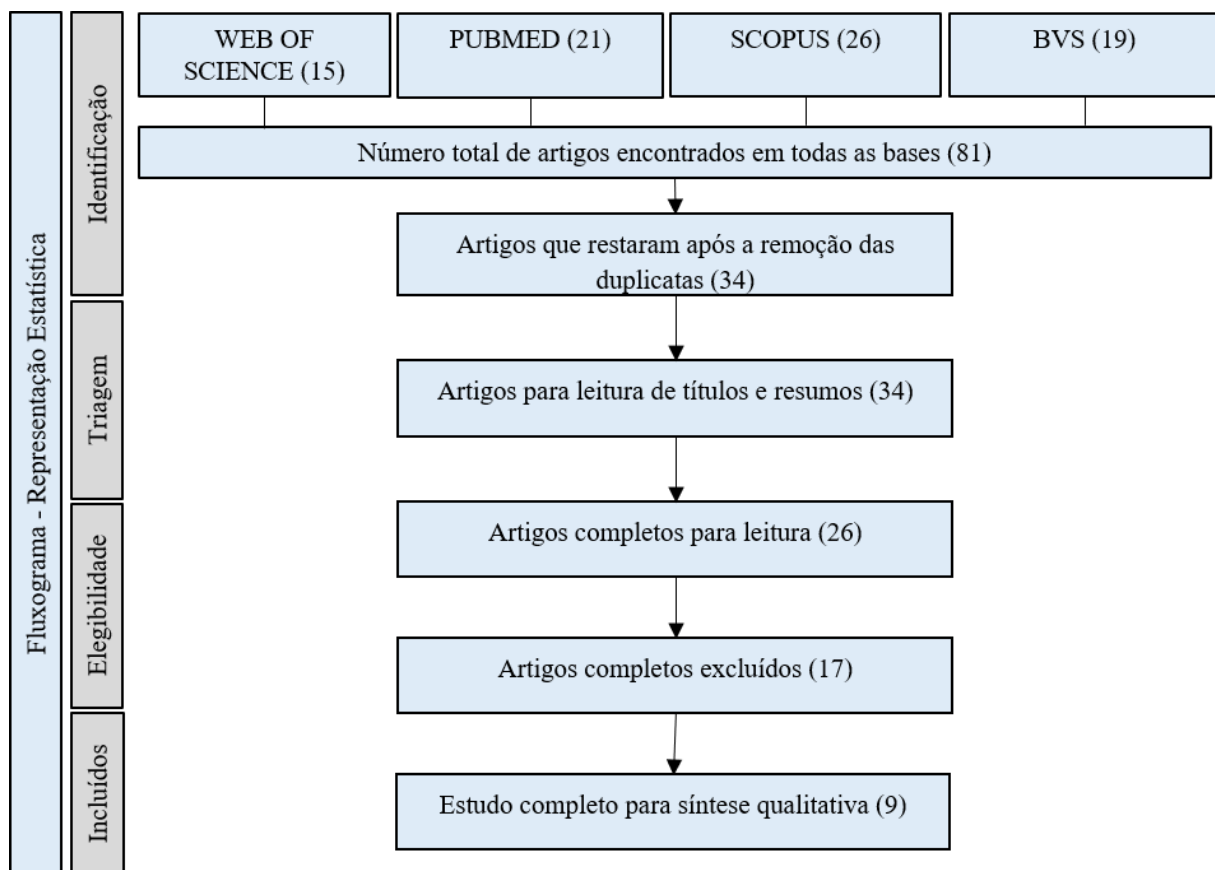 Fluxograma - Representação Estatística
Identificação
WEB OF
SCIENCE (15)
PUBMED (21)
SCOPUS (26)
BVS (19)
Número total de artigos encontrados em todas as bases (81)
Artigos que restaram após a remoção das
duplicatas (34)
Triagem
Artigos para leitura de títulos e resumos (34)
Elegibilidade
Artigos completos para leitura (26)
Artigos completos excluídos (17)
Incluídos
Estudo completo para síntese qualitativa (9)